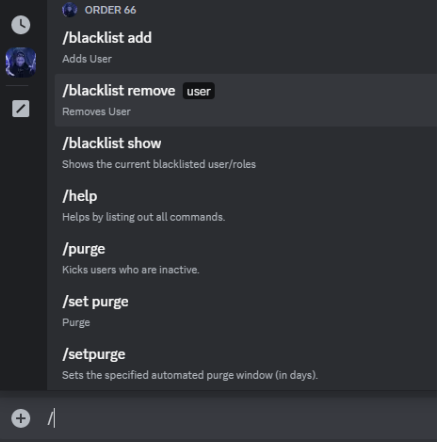 ORDER 66
/blacklist add
Adds User
/blacklist remove user
Removes User
/blacklist show
Shows the current blacklisted user/roles
/help
Helps by listing out all commands.
/purge
Kicks users who are inactive.
/set purge
Purge
/setpurge
Sets the specified automated purge window (in days).
/